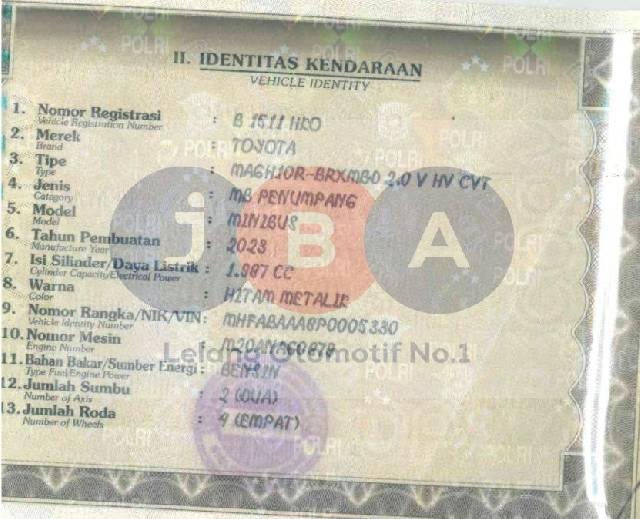 II. IDENTITAS KENDARAAN
VEHICLE IDENTITY
1. Nomor Registrasi : B 1511 HKO
Vehicle Registration Number
2. Merek : TOYOTA
Brand
3. Tipe : MAGH10R-BRXMBD 2.0 V HV CVT
Type
4. Jenis : MB PENUMPANG
Category
5. Model : MINIBUS
Model
6. Tahun Pembuatan : 2023
Manufacture Year
7. Isi Silinder/Daya Listrik : 1.987 CC
Cylinder Capacity/Electrical Power
8. Warna : HITAM METALIK
Color
9. Nomor Rangka/NIK/VIN : MHFABAAA8P0005330
Vehicle Identity Number
10. Nomor Mesin :
Engine Number
11. Bahan Bakar/Sumber Energi : BENSIN
Type Fuel/Engine Power
12. Jumlah Sumbu : 2 (DUA)
Number of Axis
13. Jumlah Roda : 4 (EMPAT)
Number of Wheels
JBA
Lelang Otomotif No.1